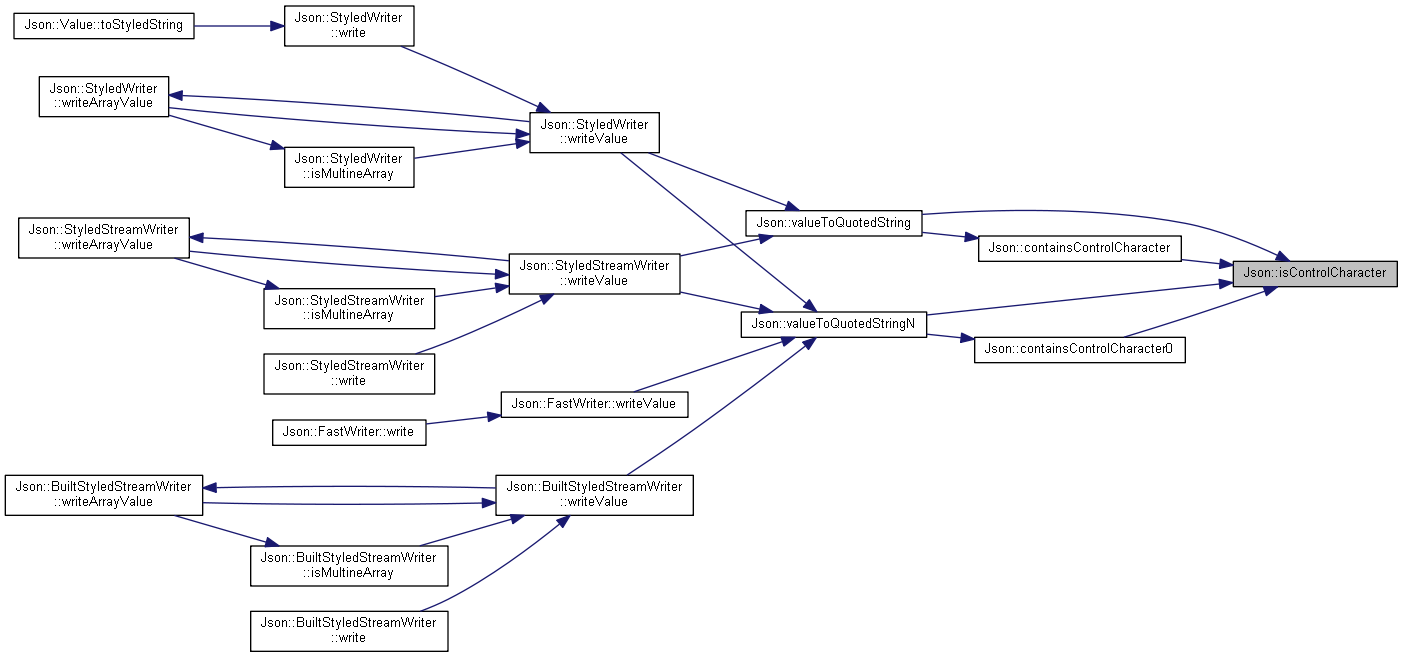 Json::Value::toStyledString
Json::StyledWriter
::write
Json::StyledWriter
::writeArrayValue
Json::StyledWriter
::writeValue
Json::StyledWriter
::isMultineArray
Json::StyledStreamWriter
::writeArrayValue
Json::valueToQuotedString
Json::containsControlCharacter
Json::isControlCharacter
Json::StyledStreamWriter
::writeValue
Json::StyledStreamWriter
::isMultineArray
Json::valueToQuotedStringN
Json::containsControlCharacter0
Json::StyledStreamWriter
::write
Json::FastWriter::writeValue
Json::FastWriter::write
Json::BuiltStyledStreamWriter
::writeArrayValue
Json::BuiltStyledStreamWriter
::writeValue
Json::BuiltStyledStreamWriter
::isMultineArray
Json::BuiltStyledStreamWriter
::write